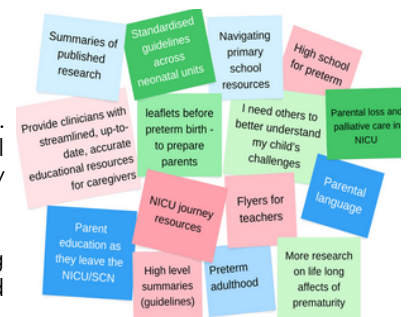 Summaries of
published
research
Standardised
guidelines
across
neonatal units
Navigating
primary
school
resources
High school
for preterm
Provide clinicians with
streamlined, up-to-
date, accurate
educational resources
for caregivers
leaflets before
preterm birth -
to prepare
parents
I need others to
better understand
my child's
challenges
Parental loss and
palliative care in
NICU
NICU journey
resources
Flyers for
teachers
Parental
language
Parent
education as
they leave the
NICU/SCN
High level
summaries
(guidelines)
Preterm
adulthood
More research
on life long
affects of
prematurity